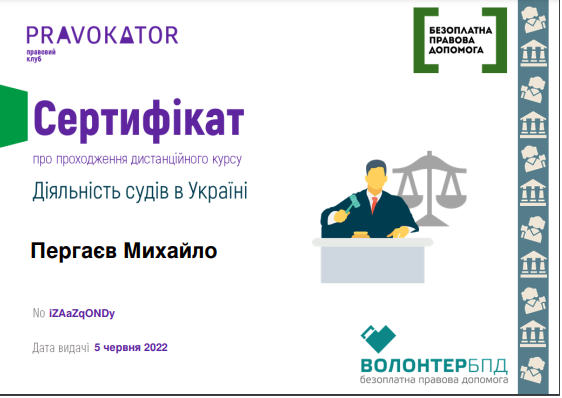 PRAVOKATOR
правовий
клуб
БЕЗОПЛАТНА
ПРАВОВА
ДОПОМОГА
Сертифікат
про проходження дистанційного курсу
Діяльність судів в Україні
Пергаєв Михайло
No iZAaZqONDy
Дата видачі 5 червня 2022
ВОЛОНТЕРБПД
безоплатна правова допомога